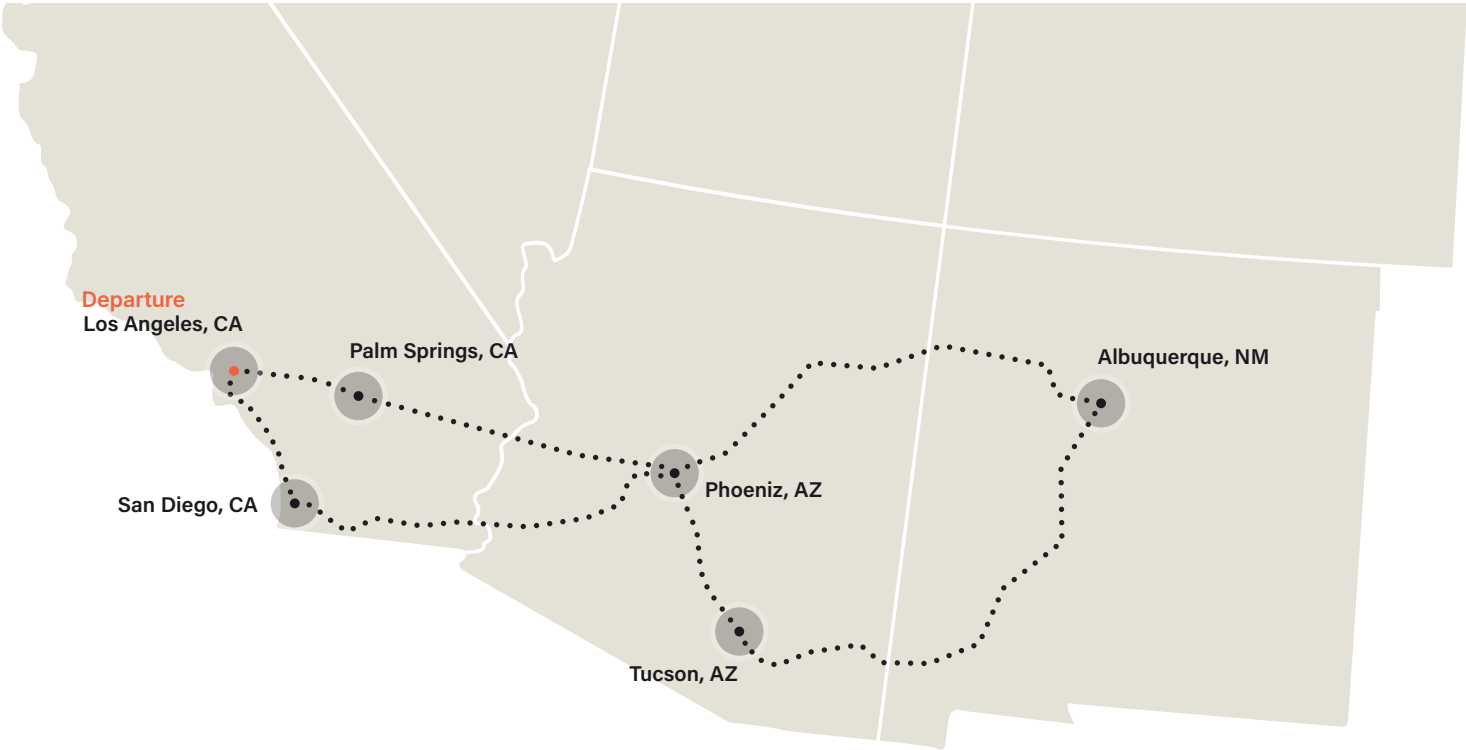 Departure
Los Angeles, CA
Palm Springs, CA
Albuquerque, NM
San Diego, CA
Phoeniz, AZ
Tucson, AZ